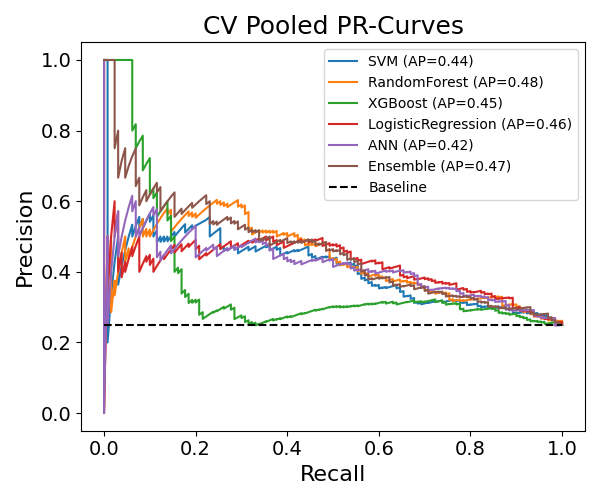 CV Pooled PR-Curves
Precision
1.0
0.8
0.6
0.4
0.2
0.0
SVM (AP=0.44)
RandomForest (AP=0.48)
XGBoost (AP=0.45)
LogisticRegression (AP=0.46)
ANN (AP=0.42)
Ensemble (AP=0.47)
Baseline
0.0 0.2 0.4 0.6 0.8 1.0
Recall